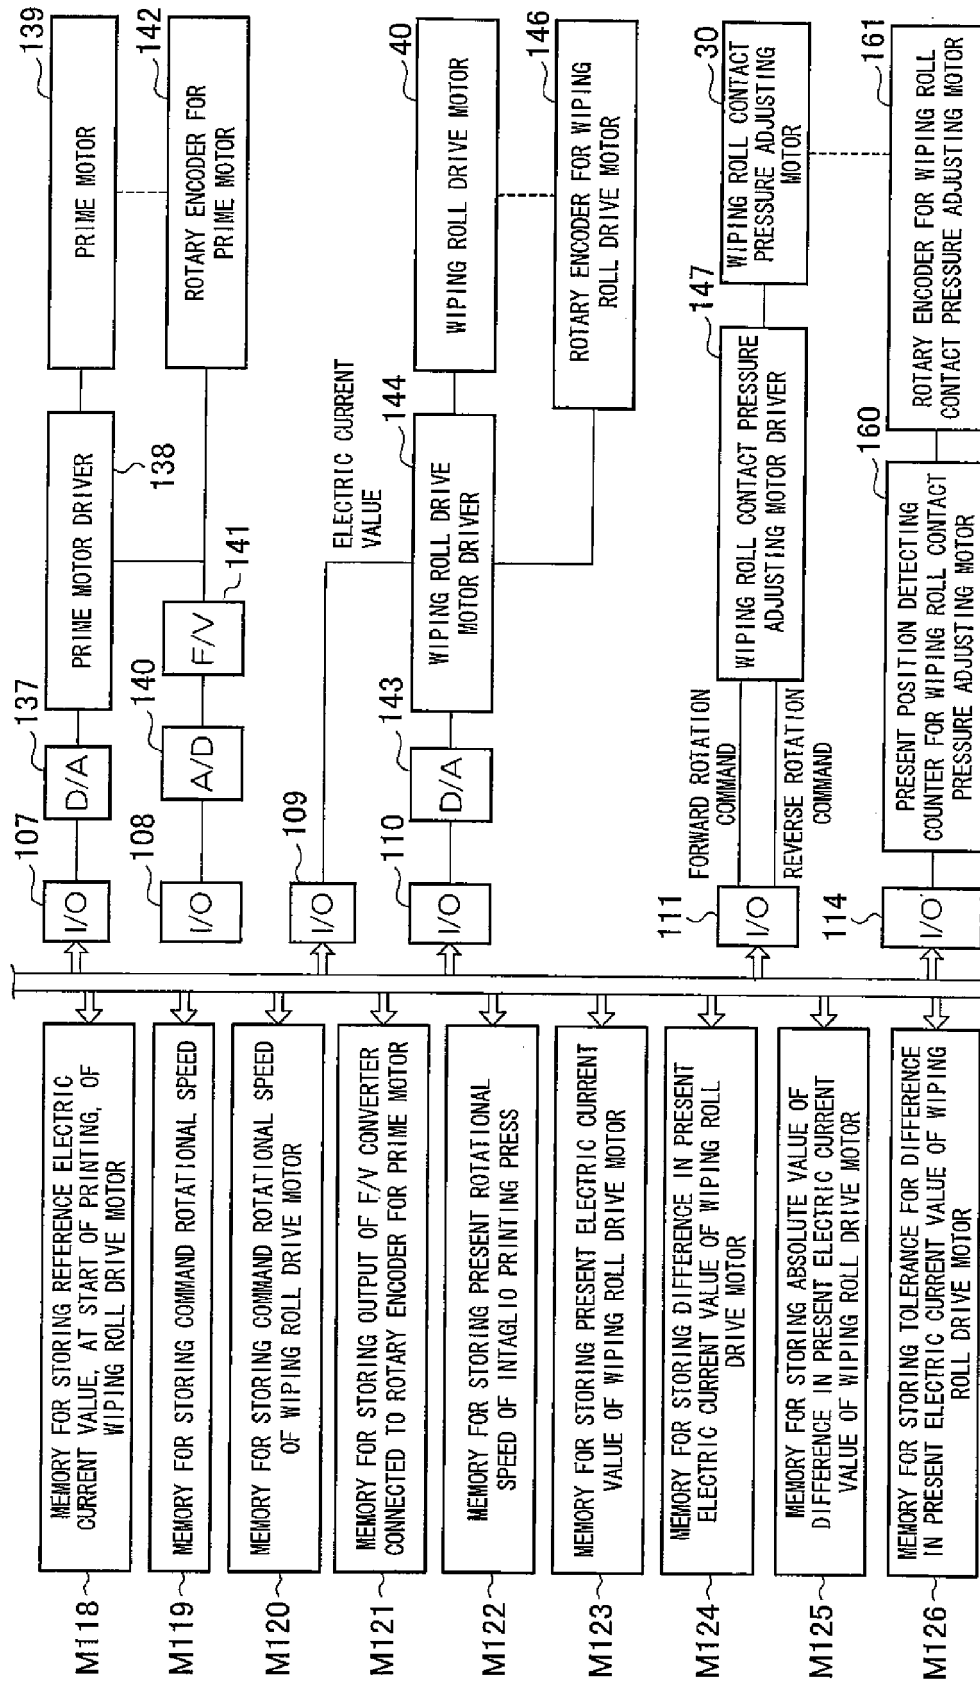 M118
MEMORY FOR STORING REFERENCE ELECTRIC
CURRENT VALUE, AT START OF PRINTING, OF
WIPING ROLL DRIVE MOTOR
M119
MEMORY FOR STORING COMMAND ROTATIONAL SPEED
M120
MEMORY FOR STORING COMMAND ROTATIONAL SPEED
OF WIPING ROLL DRIVE MOTOR
M121
MEMORY FOR STORING OUTPUT OF F/V CONVERTER
CONNECTED TO ROTARY ENCODER FOR PRIME MOTOR
M122
MEMORY FOR STORING PRESENT ROTATIONAL
SPEED OF INTAGLIO PRINTING PRESS
M123
MEMORY FOR STORING PRESENT ELECTRIC CURRENT
VALUE OF WIPING ROLL DRIVE MOTOR
M124
MEMORY FOR STORING DIFFERENCE IN PRESENT
ELECTRIC CURRENT VALUE OF WIPING ROLL
DRIVE MOTOR
M125
MEMORY FOR STORING ABSOLUTE VALUE OF
DIFFERENCE IN PRESENT ELECTRIC CURRENT
VALUE OF WIPING ROLL DRIVE MOTOR
M126
MEMORY FOR STORING TOLERANCE FOR DIFFERENCE
IN PRESENT ELECTRIC CURRENT VALUE OF WIPING
ROLL DRIVE MOTOR
107
I/O
137
D/A
PRIME MOTOR DRIVER
138
139
PRIME MOTOR
108
I/O
140
A/D
141
F/V
142
ROTARY ENCODER FOR
PRIME MOTOR
109
I/O
ELECTRIC CURRENT
VALUE
110
I/O
143
D/A
144
WIPING ROLL DRIVE
MOTOR DRIVER
40
WIPING ROLL DRIVE MOTOR
146
ROTARY ENCODER FOR WIPING
ROLL DRIVE MOTOR
111
I/O
FORWARD ROTATION
COMMAND
REVERSE ROTATION
COMMAND
147
WIPING ROLL CONTACT PRESSURE
ADJUSTING MOTOR DRIVER
30
WIPING ROLL CONTACT
PRESSURE ADJUSTING
MOTOR
114
I/O
160
PRESENT POSITION DETECTING
COUNTER FOR WIPING ROLL CONTACT
PRESSURE ADJUSTING MOTOR
161
ROTARY ENCODER FOR WIPING ROLL
CONTACT PRESSURE ADJUSTING MOTOR